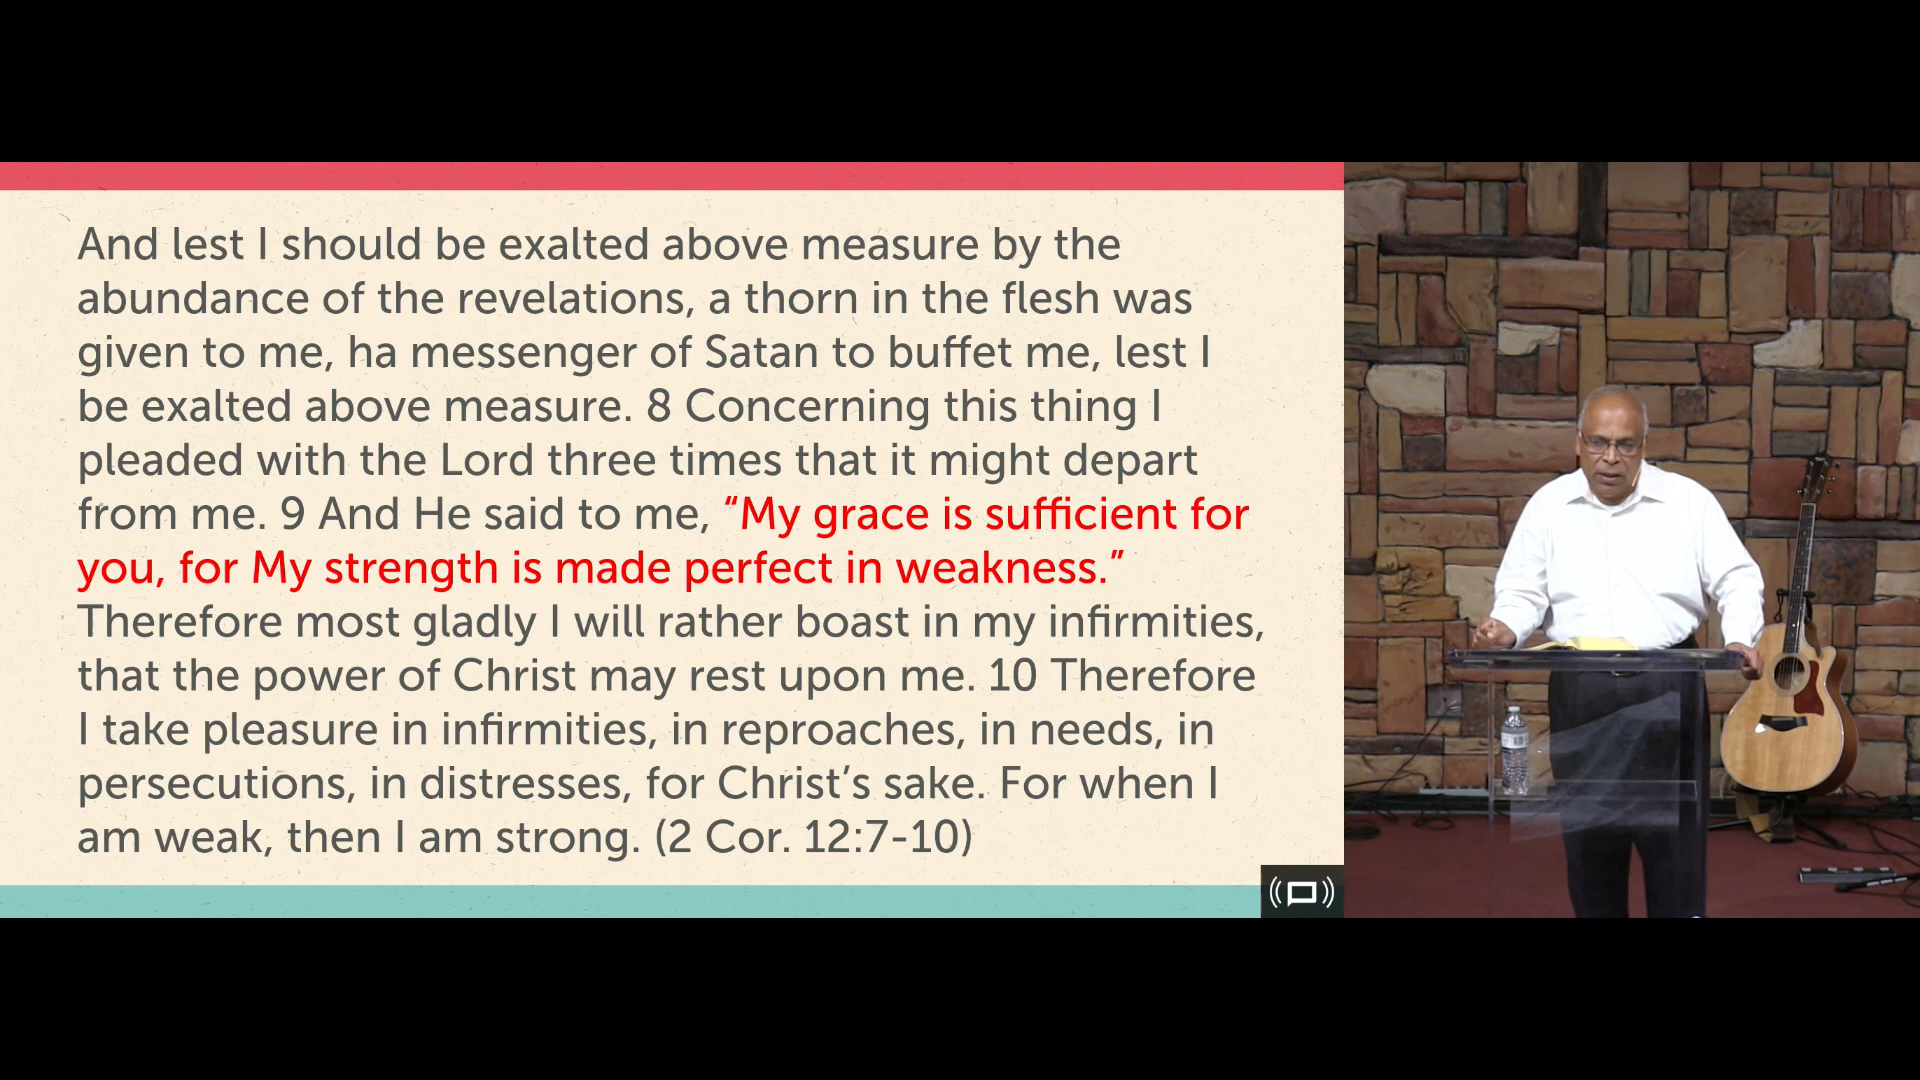 And lest I should be exalted above measure by the
abundance of the revelations, a thorn in the flesh was
given to me, ha messenger of Satan to buffet me, lest I
be exalted above measure. 8 Concerning this thing I
pleaded with the Lord three times that it might depart
from me. 9 And He said to me, “My grace is sufficient for
you, for My strength is made perfect in weakness.”
Therefore most gladly I will rather boast in my infirmities,
that the power of Christ may rest upon me. 10 Therefore
I take pleasure in infirmities, in reproaches, in needs, in
persecutions, in distresses, for Christ’s sake. For when I
am weak, then I am strong. (2 Cor. 12:7-10)